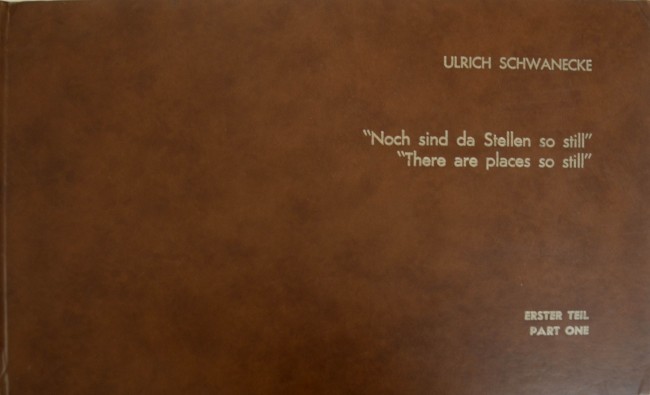 ULRICH SCHWANECKE
"Noch sind da Stellen so still"
"There are places so still"
ERSTER TEIL
PART ONE